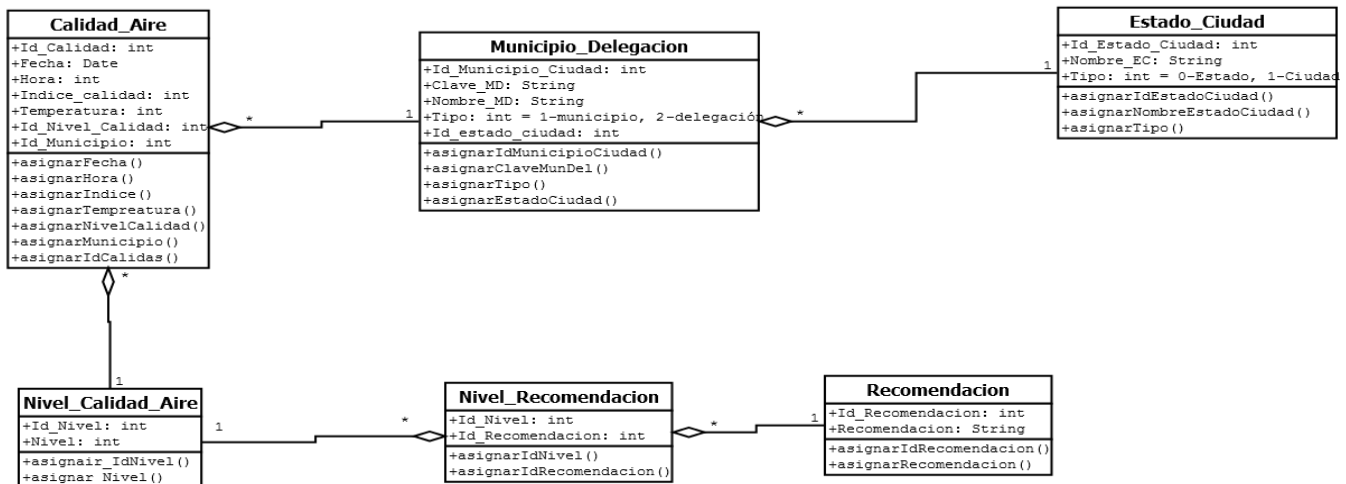 Calidad_Aire
+Id_Calidad: int
+Fecha: Date
+Hora: int
+Indice_calidad: int
+Temperatura: int
+Id_Nivel_Calidad: int
+Id_Municipio: int
+asignarFecha()
+asignarHora()
+asignarIndice()
+asignarTempreatura()
+asignarNivelCalidad()
+asignarMunicipio()
+asignarIdCalidas()
*
1
Municipio_Delegacion
+Id_Municipio_Ciudad: int
+Clave_MD: String
+Nombre_MD: String
+Tipo: int = 1-municipio, 2-delegación
+Id_estado_ciudad: int
+asignarIdMunicipioCiudad()
+asignarClaveMunDel()
+asignarTipo()
+asignarEstadoCiudad()
*
1
Estado_Ciudad
+Id_Estado_Ciudad: int
+Nombre_EC: String
+Tipo: int = 0-Estado, 1-Ciudad
+asignarIdEstadoCiudad()
+asignarNombreEstadoCiudad()
+asignarTipo()
*
1
Nivel_Calidad_Aire
+Id_Nivel: int
+Nivel: int
+asignair_IdNivel()
+asignar_Nivel()
1
*
Nivel_Recomendacion
+Id_Nivel: int
+Id_Recomendacion: int
+asignarIdNivel()
+asignarIdRecomendacion()
*
1
Recomendacion
+Id_Recomendacion: int
+Recomendacion: String
+asignarIdRecomendacion()
+asignarRecomendacion()